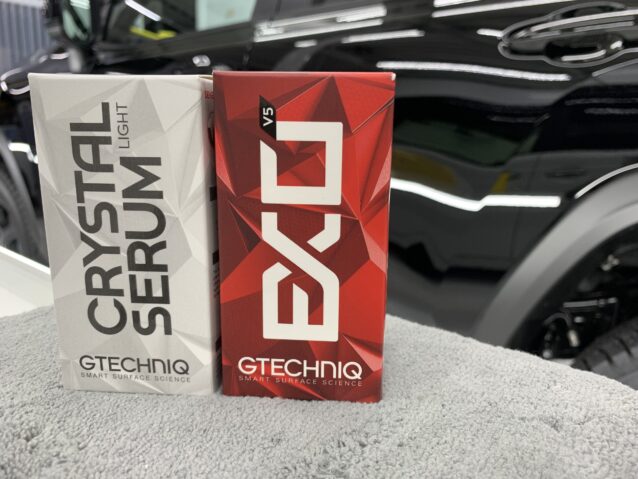 CRYSTAL
SERUM LIGHT
GTECHNIQ
SMART SURFACE SCIENCE
EXO V5
GTECHNIQ
SMART SURFACE SCIENCE